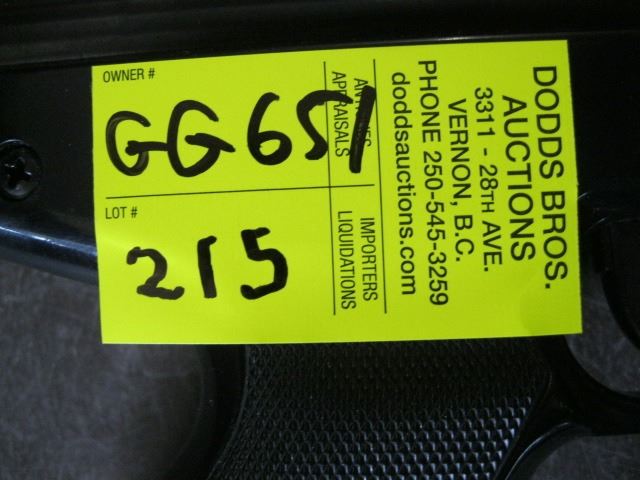 OWNER #
GG651
LOT #
215
ANTIQUES
APPRAISALS
IMPORTERS
LIQUIDATIONS
DODDS BROS.
AUCTIONS
3311 - 28TH AVE.
VERNON, B.C.
PHONE 250-545-3259
doddsauctions.com